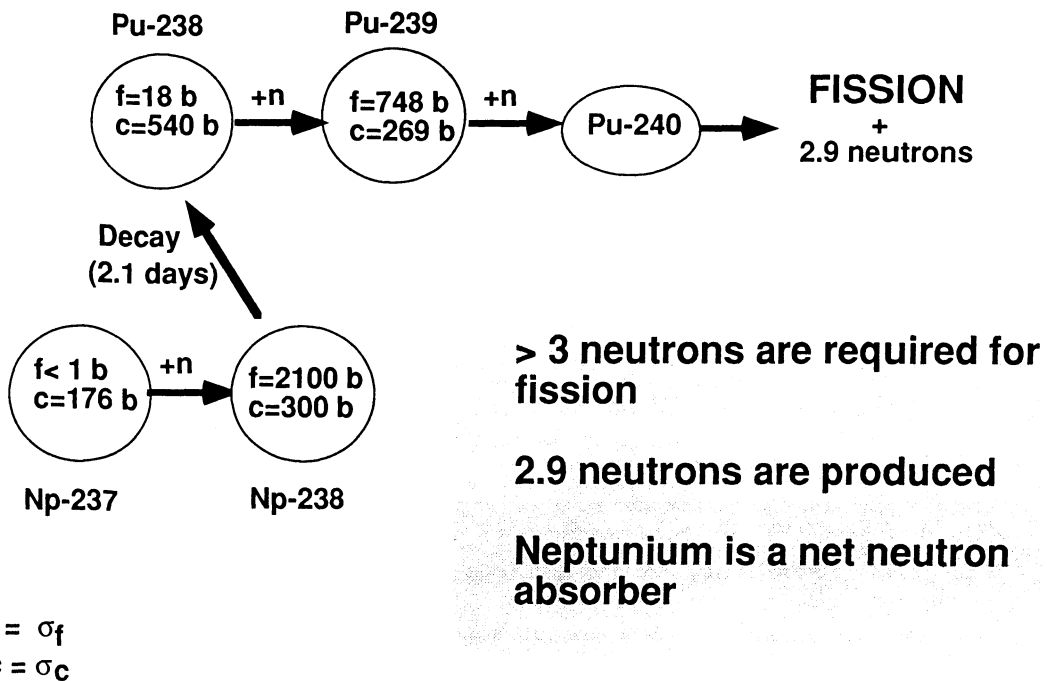 Pu-238
Pu-239
f=18 b
c=540 b
+n
f=748 b
c=269 b
+n
Pu-240
FISSION
+
2.9 neutrons
Decay
(2.1 days)
f< 1 b
c=176 b
+n
f=2100 b
c=300 b
Np-237
Np-238
> 3 neutrons are required for
fission
2.9 neutrons are produced
Neptunium is a net neutron
absorber
= σf
= σc